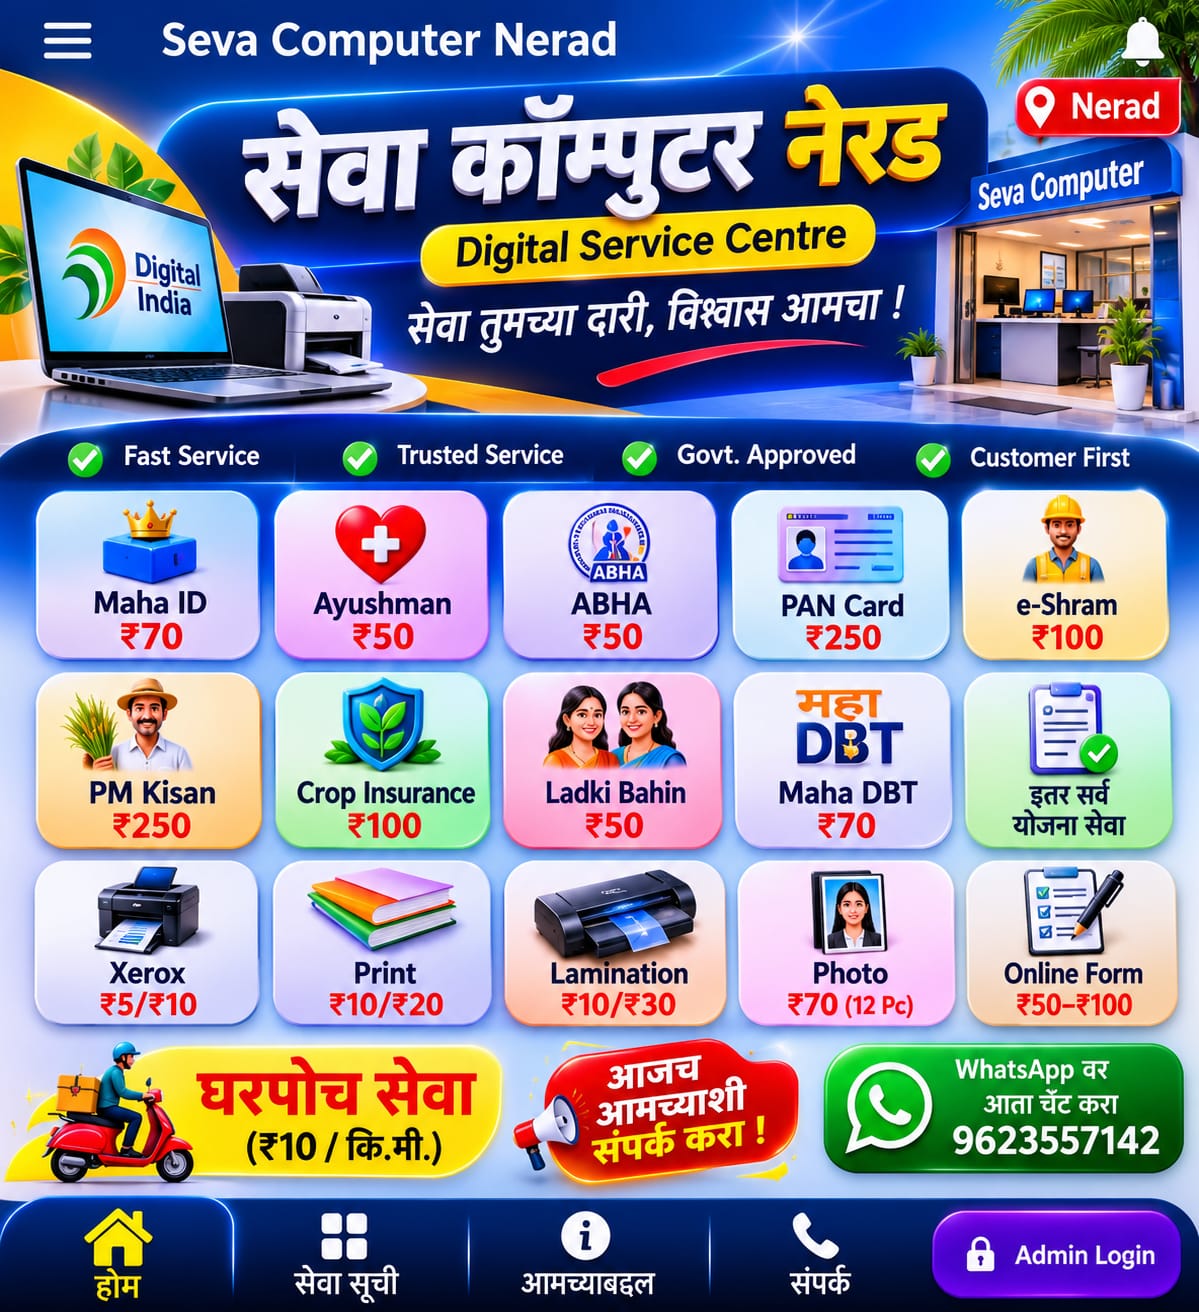 Seva Computer Nerad
Nerad
सेवा कॉम्पुटर नेरड
Digital Service Centre
सेवा तुमच्या दारी, विश्वास आमचा !
Digital
India
Seva Computer
Fast Service
Trusted Service
Govt. Approved
Customer First
Maha ID
₹70
Ayushman
₹50
ABHA
ABHA
₹50
PAN Card
₹250
e-Shram
₹100
PM Kisan
₹250
Crop Insurance
₹100
Ladki Bahin
₹50
महा
DBT
Maha DBT
₹70
इतर सर्व
योजना सेवा
Xerox
₹5/₹10
Print
₹10/₹20
Lamination
₹10/₹30
Photo
₹70 (12 Pc)
Online Form
₹50–₹100
घरपोच सेवा
(₹10 / कि.मी.)
आजच
आमच्याशी
संपर्क करा !
WhatsApp वर
आता चॅट करा
9623557142
होम
सेवा सूची
आमच्याबद्दल
संपर्क
Admin Login